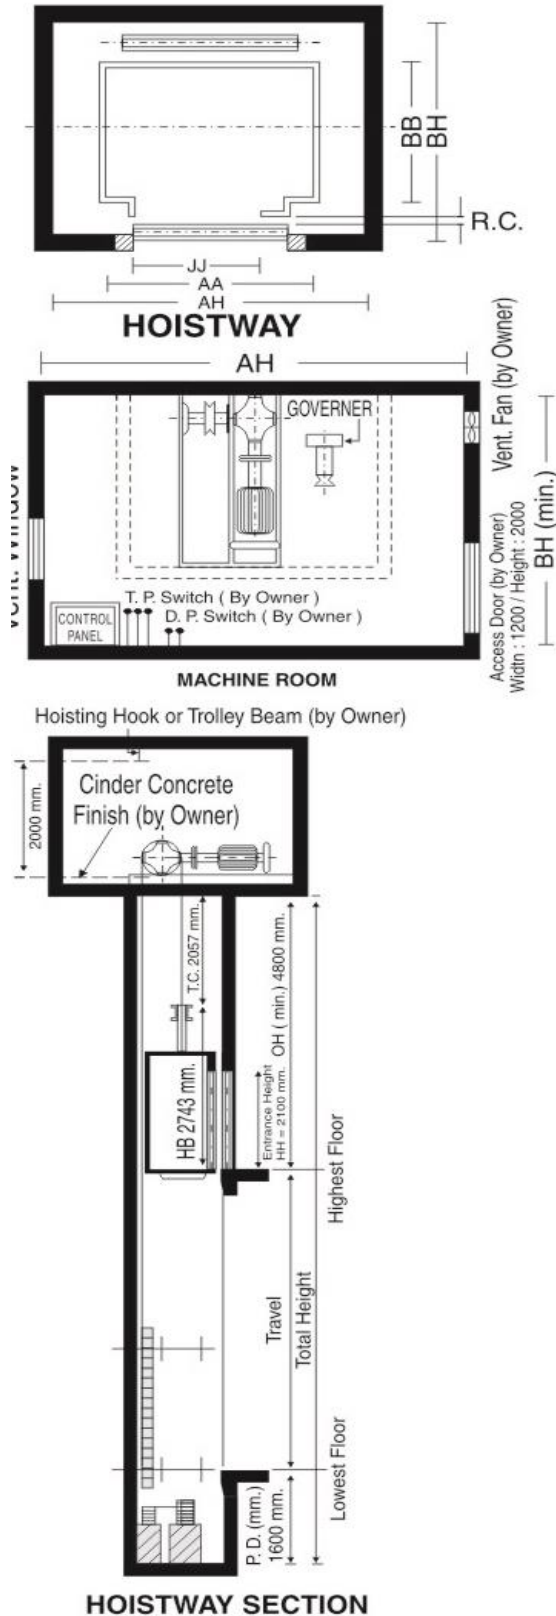 BB
BH
R.C.
JJ
AA
AH
HOISTWAY
AH
Vent. Fan (by Owner)
GOVERNER
BH (min.)
Access Door (by Owner)
Width : 1200 / Height : 2000
Vent. Window
T. P. Switch ( By Owner )
D. P. Switch ( By Owner )
CONTROL
PANEL
MACHINE ROOM
Hoisting Hook or Trolley Beam (by Owner)
2000 mm.
Cinder Concrete
Finish (by Owner)
T.C. 2057 mm.
OH ( min.) 4800 mm.
HB 2743 mm.
Entrance Height
HH = 2100 mm.
Highest Floor
Travel
Total Height
Lowest Floor
P. D. (mm.)
1600 mm.
HOISTWAY SECTION